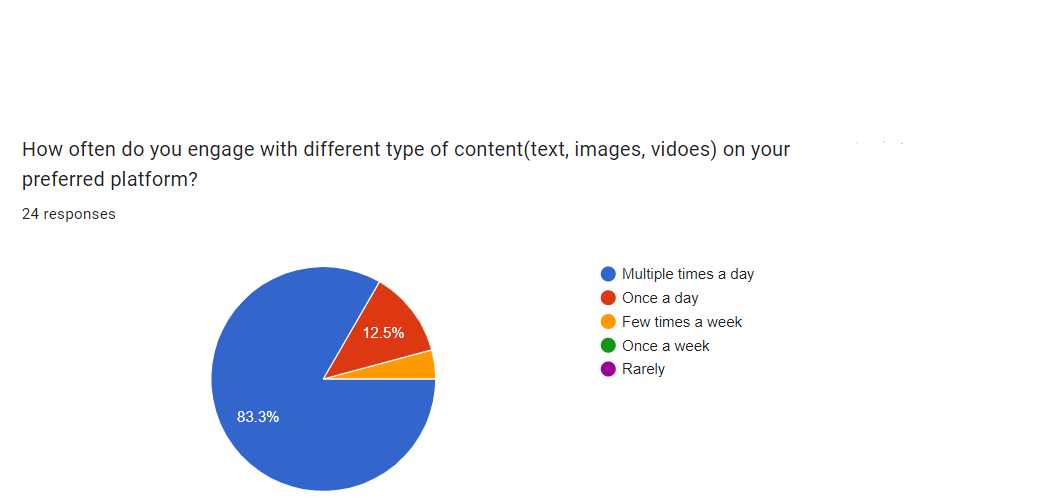 How often do you engage with different type of content(text, images, vidoes) on your
preferred platform?
24 responses
Multiple times a day
Once a day
Few times a week
Once a week
Rarely
12.5%
83.3%